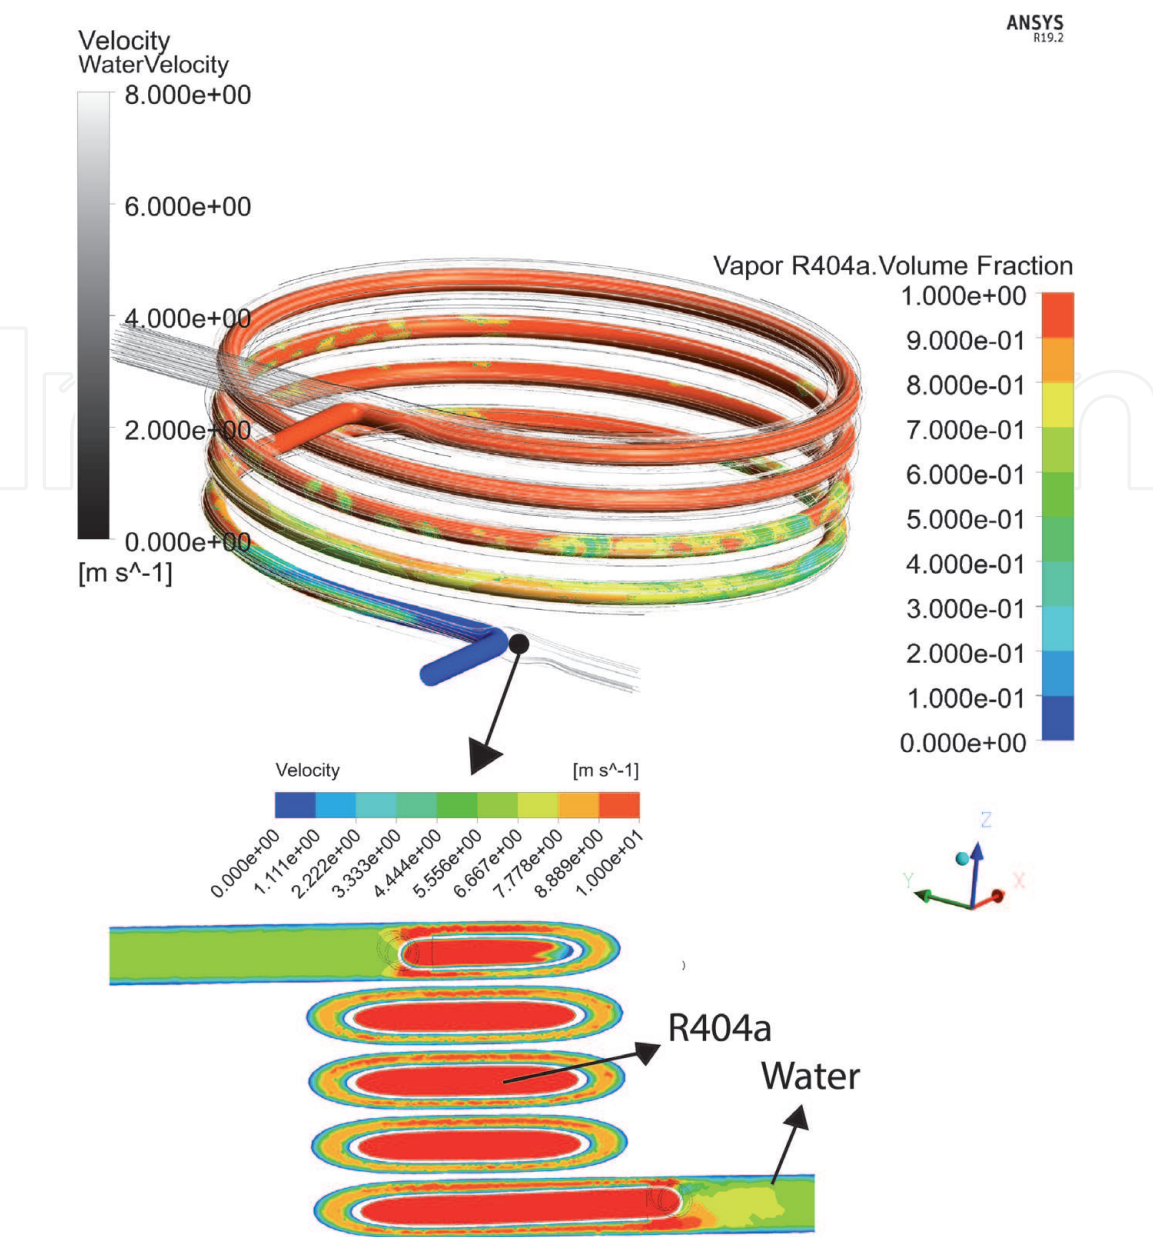 ANSYS
R19.2
Velocity
WaterVelocity
8.000e+00
6.000e+00
4.000e+00
2.000e+00
0.000e+00
[m s^-1]
Vapor R404a.Volume Fraction
1.000e+00
9.000e-01
8.000e-01
7.000e-01
6.000e-01
5.000e-01
4.000e-01
3.000e-01
2.000e-01
1.000e-01
0.000e+00
Velocity [m s^-1]
0.000e+00
1.111e+00
2.222e+00
3.333e+00
4.444e+00
5.556e+00
6.667e+00
7.778e+00
8.889e+00
1.000e+01
Z
Y
X
)
R404a
Water